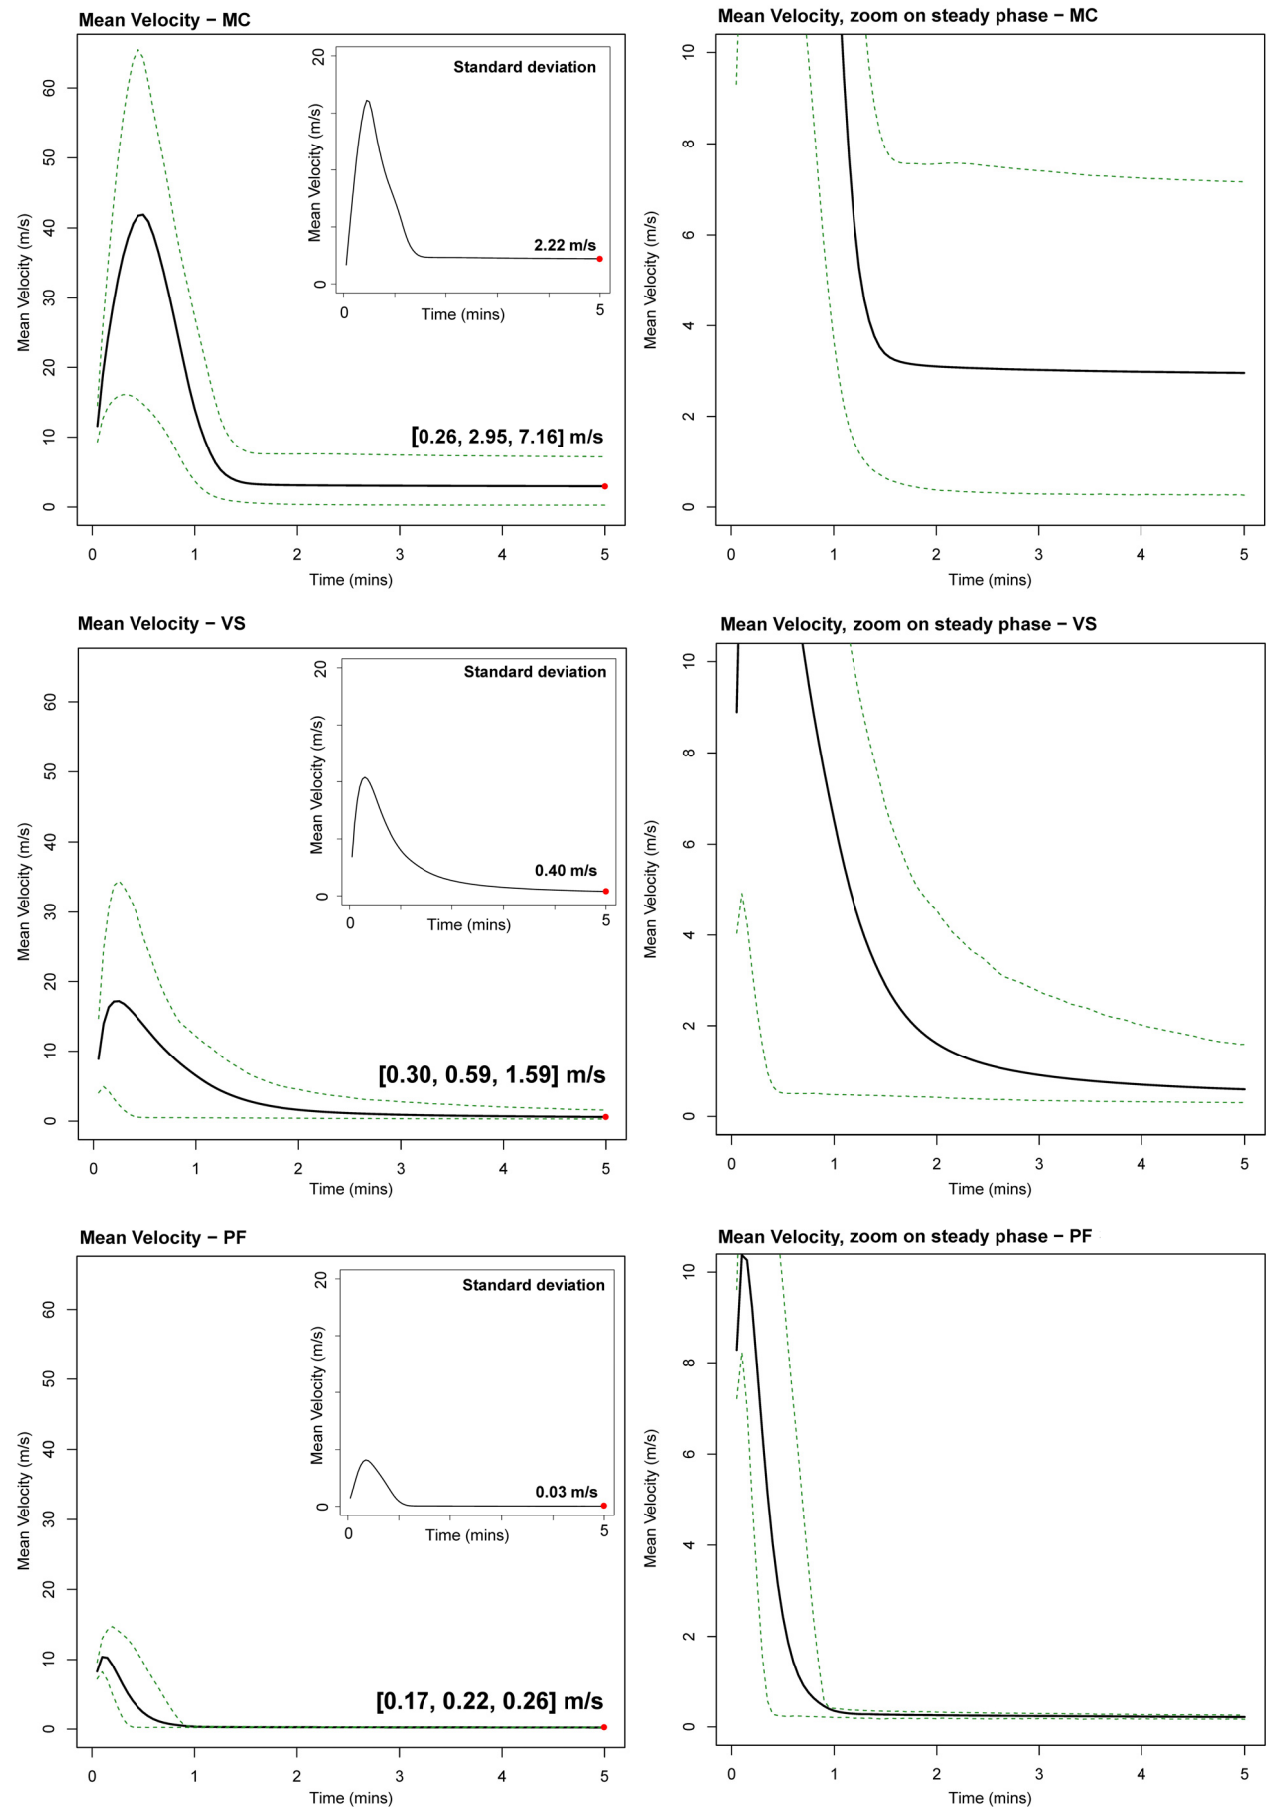 Mean Velocity − MC
Mean Velocity (m/s)
60
50
40
30
20
10
0
0 1 2 3 4 5
Time (mins)
[0.26, 2.95, 7.16] m/s
Standard deviation
Mean Velocity (m/s)
20
0
2.22 m/s
0 5
Time (mins)
Mean Velocity, zoom on steady phase − MC
Mean Velocity (m/s)
10
8
6
4
2
0
0 1 2 3 4 5
Time (mins)
Mean Velocity − VS
Mean Velocity (m/s)
60
50
40
30
20
10
0
0 1 2 3 4 5
Time (mins)
[0.30, 0.59, 1.59] m/s
Standard deviation
Mean Velocity (m/s)
20
0
0.40 m/s
0 5
Time (mins)
Mean Velocity, zoom on steady phase − VS
Mean Velocity (m/s)
10
8
6
4
2
0
0 1 2 3 4 5
Time (mins)
Mean Velocity − PF
Mean Velocity (m/s)
60
50
40
30
20
10
0
0 1 2 3 4 5
Time (mins)
[0.17, 0.22, 0.26] m/s
Standard deviation
Mean Velocity (m/s)
20
0
0.03 m/s
0 5
Time (mins)
Mean Velocity, zoom on steady phase − PF
Mean Velocity (m/s)
10
8
6
4
2
0
0 1 2 3 4 5
Time (mins)